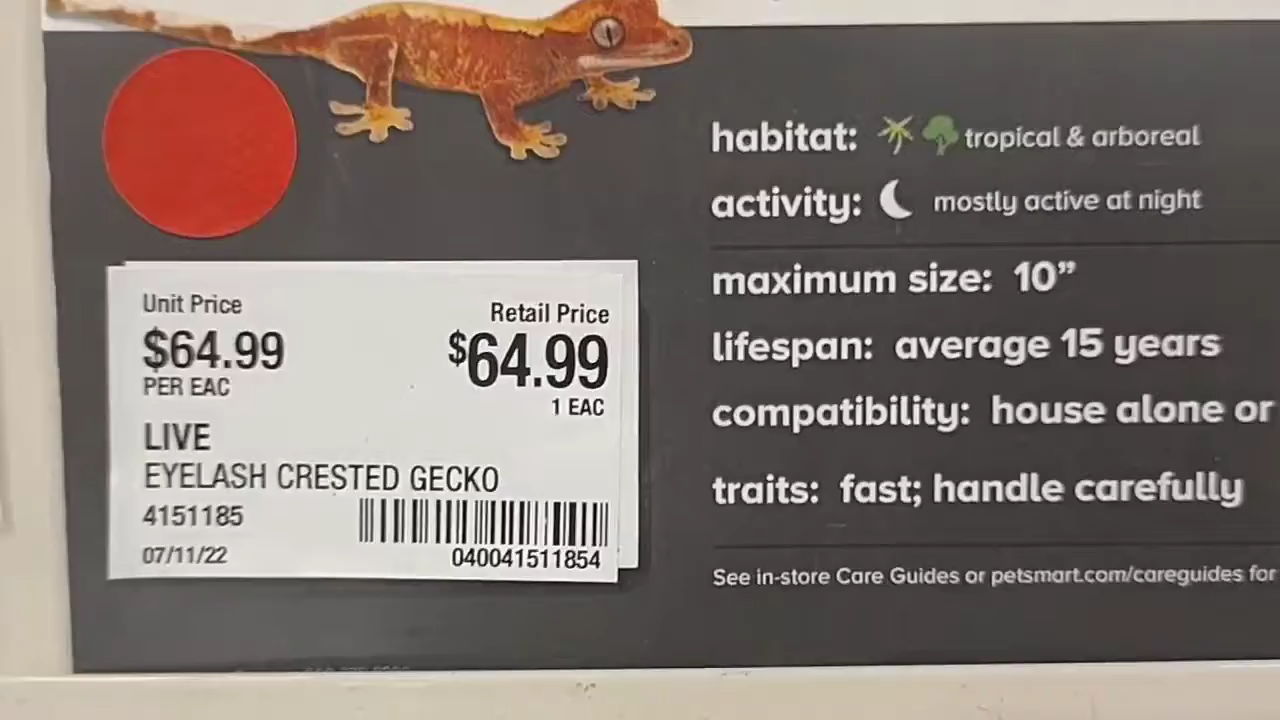 habitat: tropical & arboreal
activity: mostly active at night
maximum size: 10”
lifespan: average 15 years
compatibility: house alone or
traits: fast; handle carefully
See in-store Care Guides or petsmart.com/careguides for
Unit Price
$64.99
PER EAC
Retail Price
$64.99
1 EAC
LIVE
EYELASH CRESTED GECKO
4151185
07/11/22
040041511854